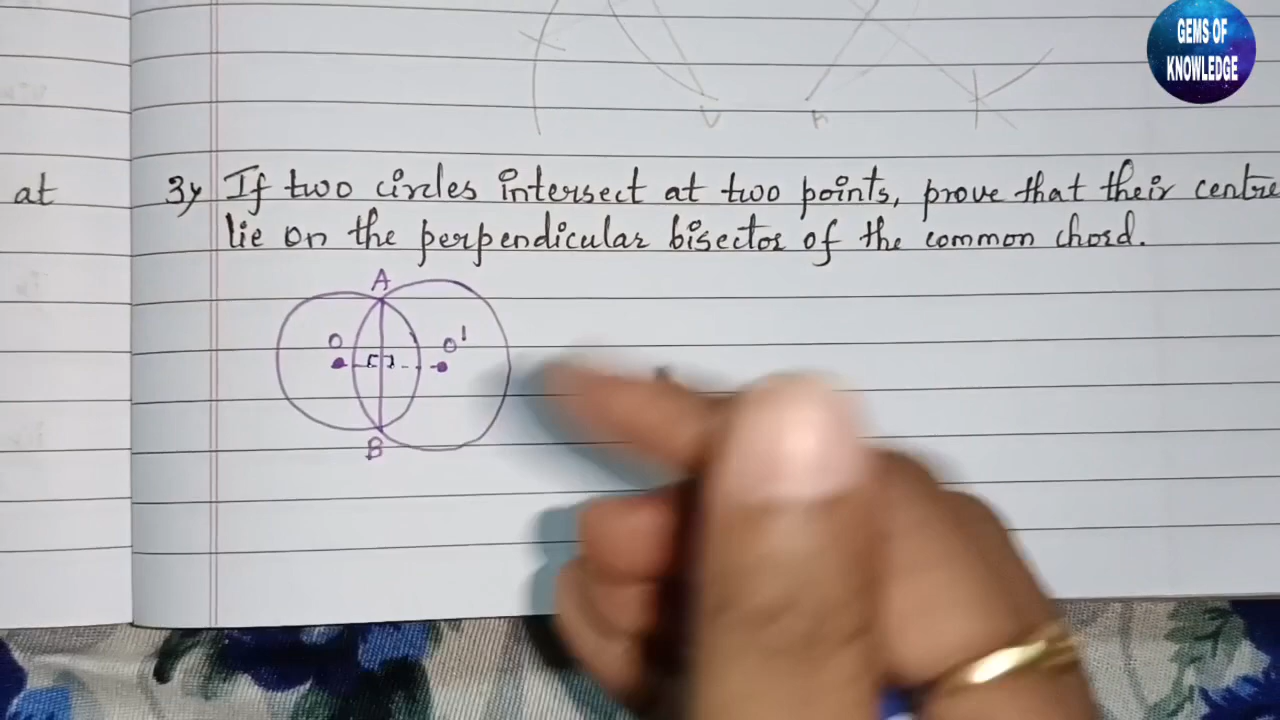 GEMS OF
KNOWLEDGE
at
3y If two circles intersect at two points, prove that their centre
lie on the perpendicular bisector of the common chord.
A
O
O'
B